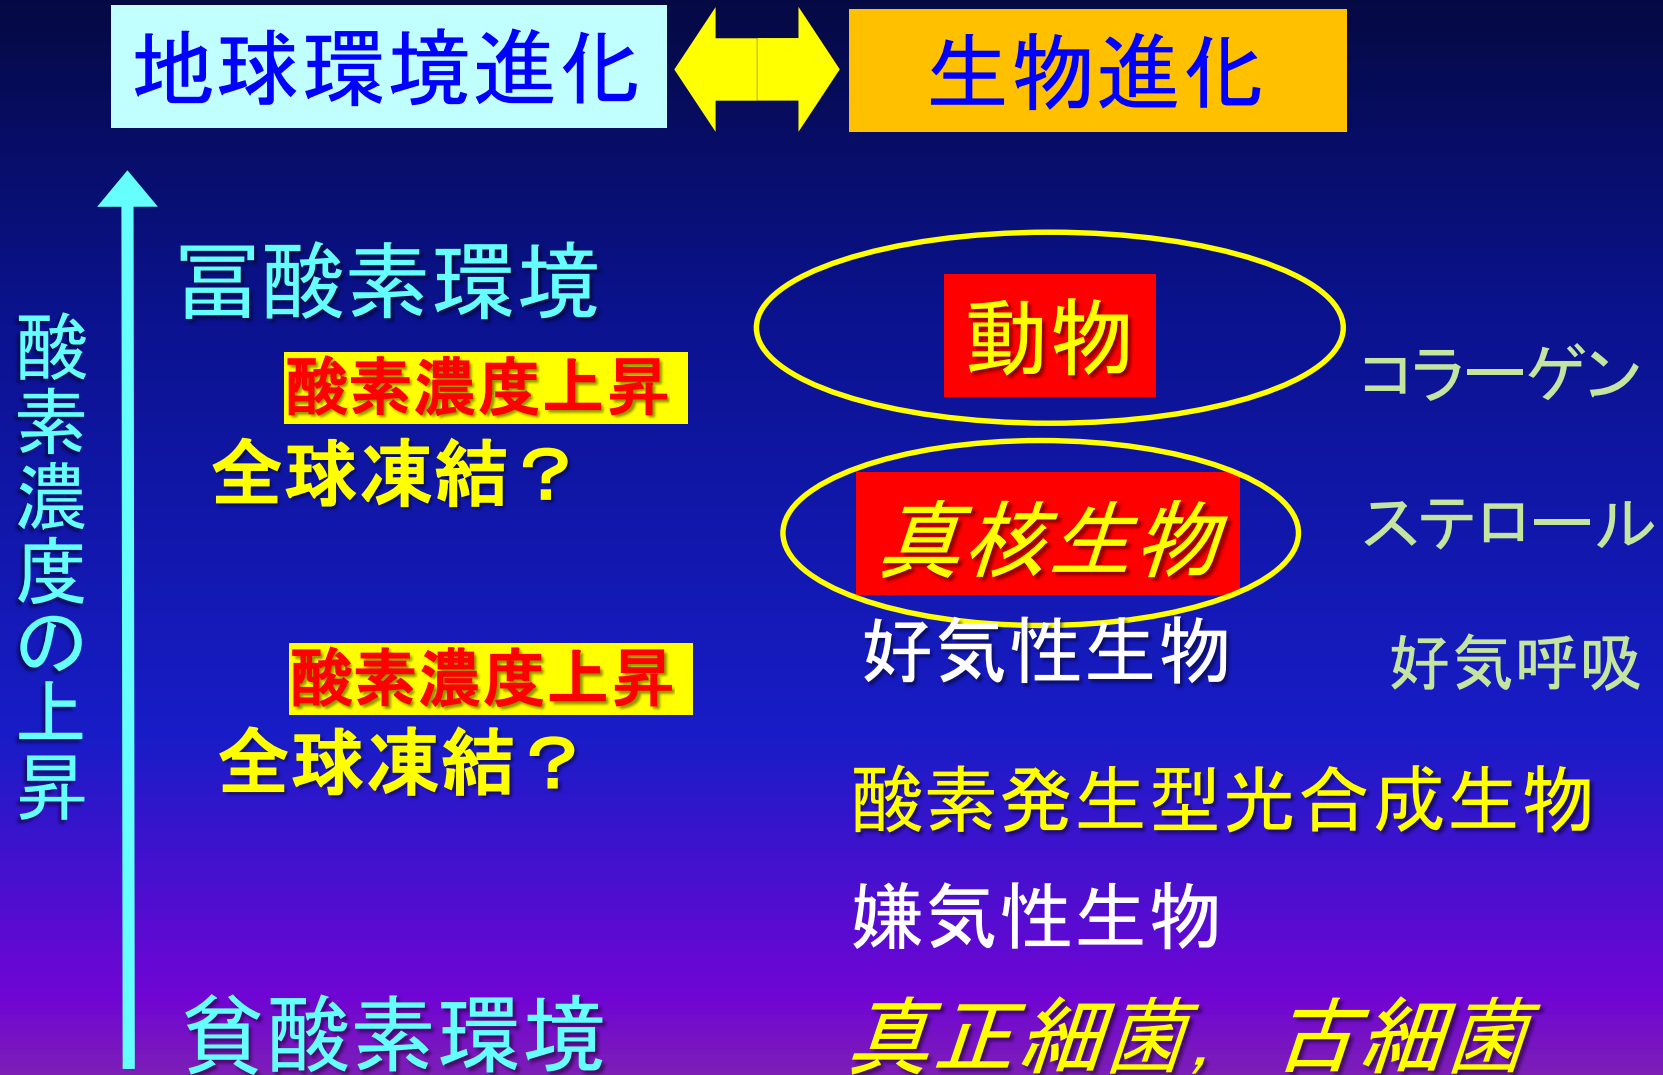 地球環境進化
生物進化
酸素濃度の上昇
冨酸素環境
酸素濃度上昇
全球凍結？
酸素濃度上昇
全球凍結？
貧酸素環境
動物
コラーゲン
真核生物
ステロール
好気性生物
好気呼吸
酸素発生型光合成生物
嫌気性生物
真正細菌，古細菌